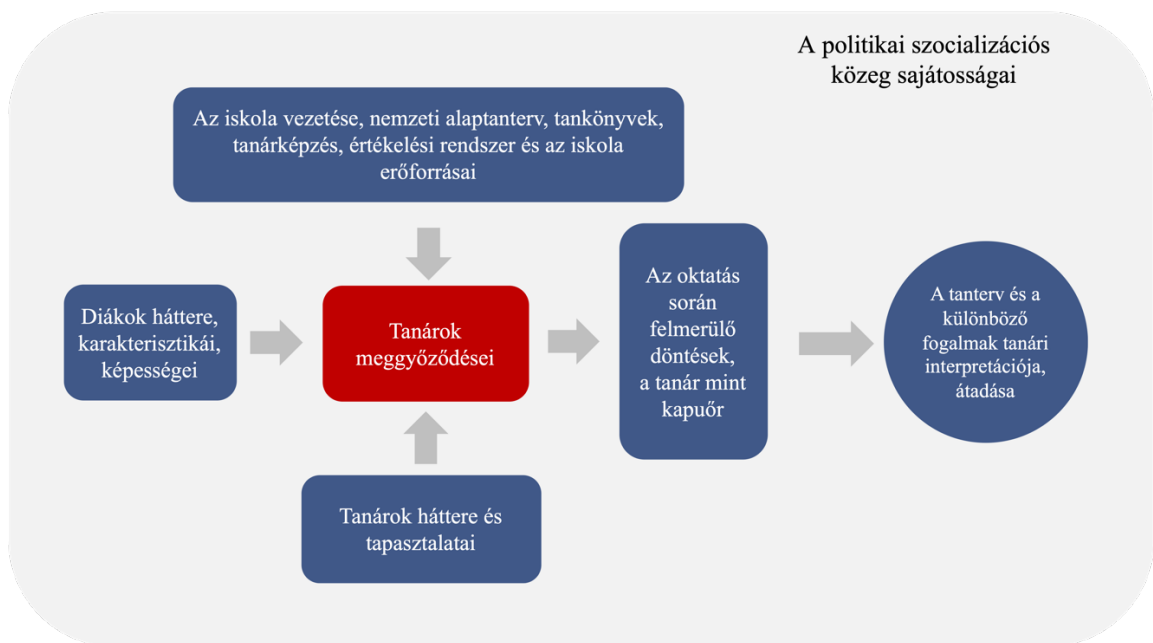 A politikai szocializációs
közeg sajátosságai
Az iskola vezetése, nemzeti alaptanterv, tankönyvek,
tanárképzés, értékelési rendszer és az iskola
erőforrásai
Diákok háttere,
karakterisztikái,
képességei
Tanárok
meggyőződései
Az oktatás
során
felmerülő
döntések,
a tanár mint
kapuőr
A tanterv és a
különböző
fogalmak tanári
interpretációja,
átadása
Tanárok háttere és
tapasztalatai